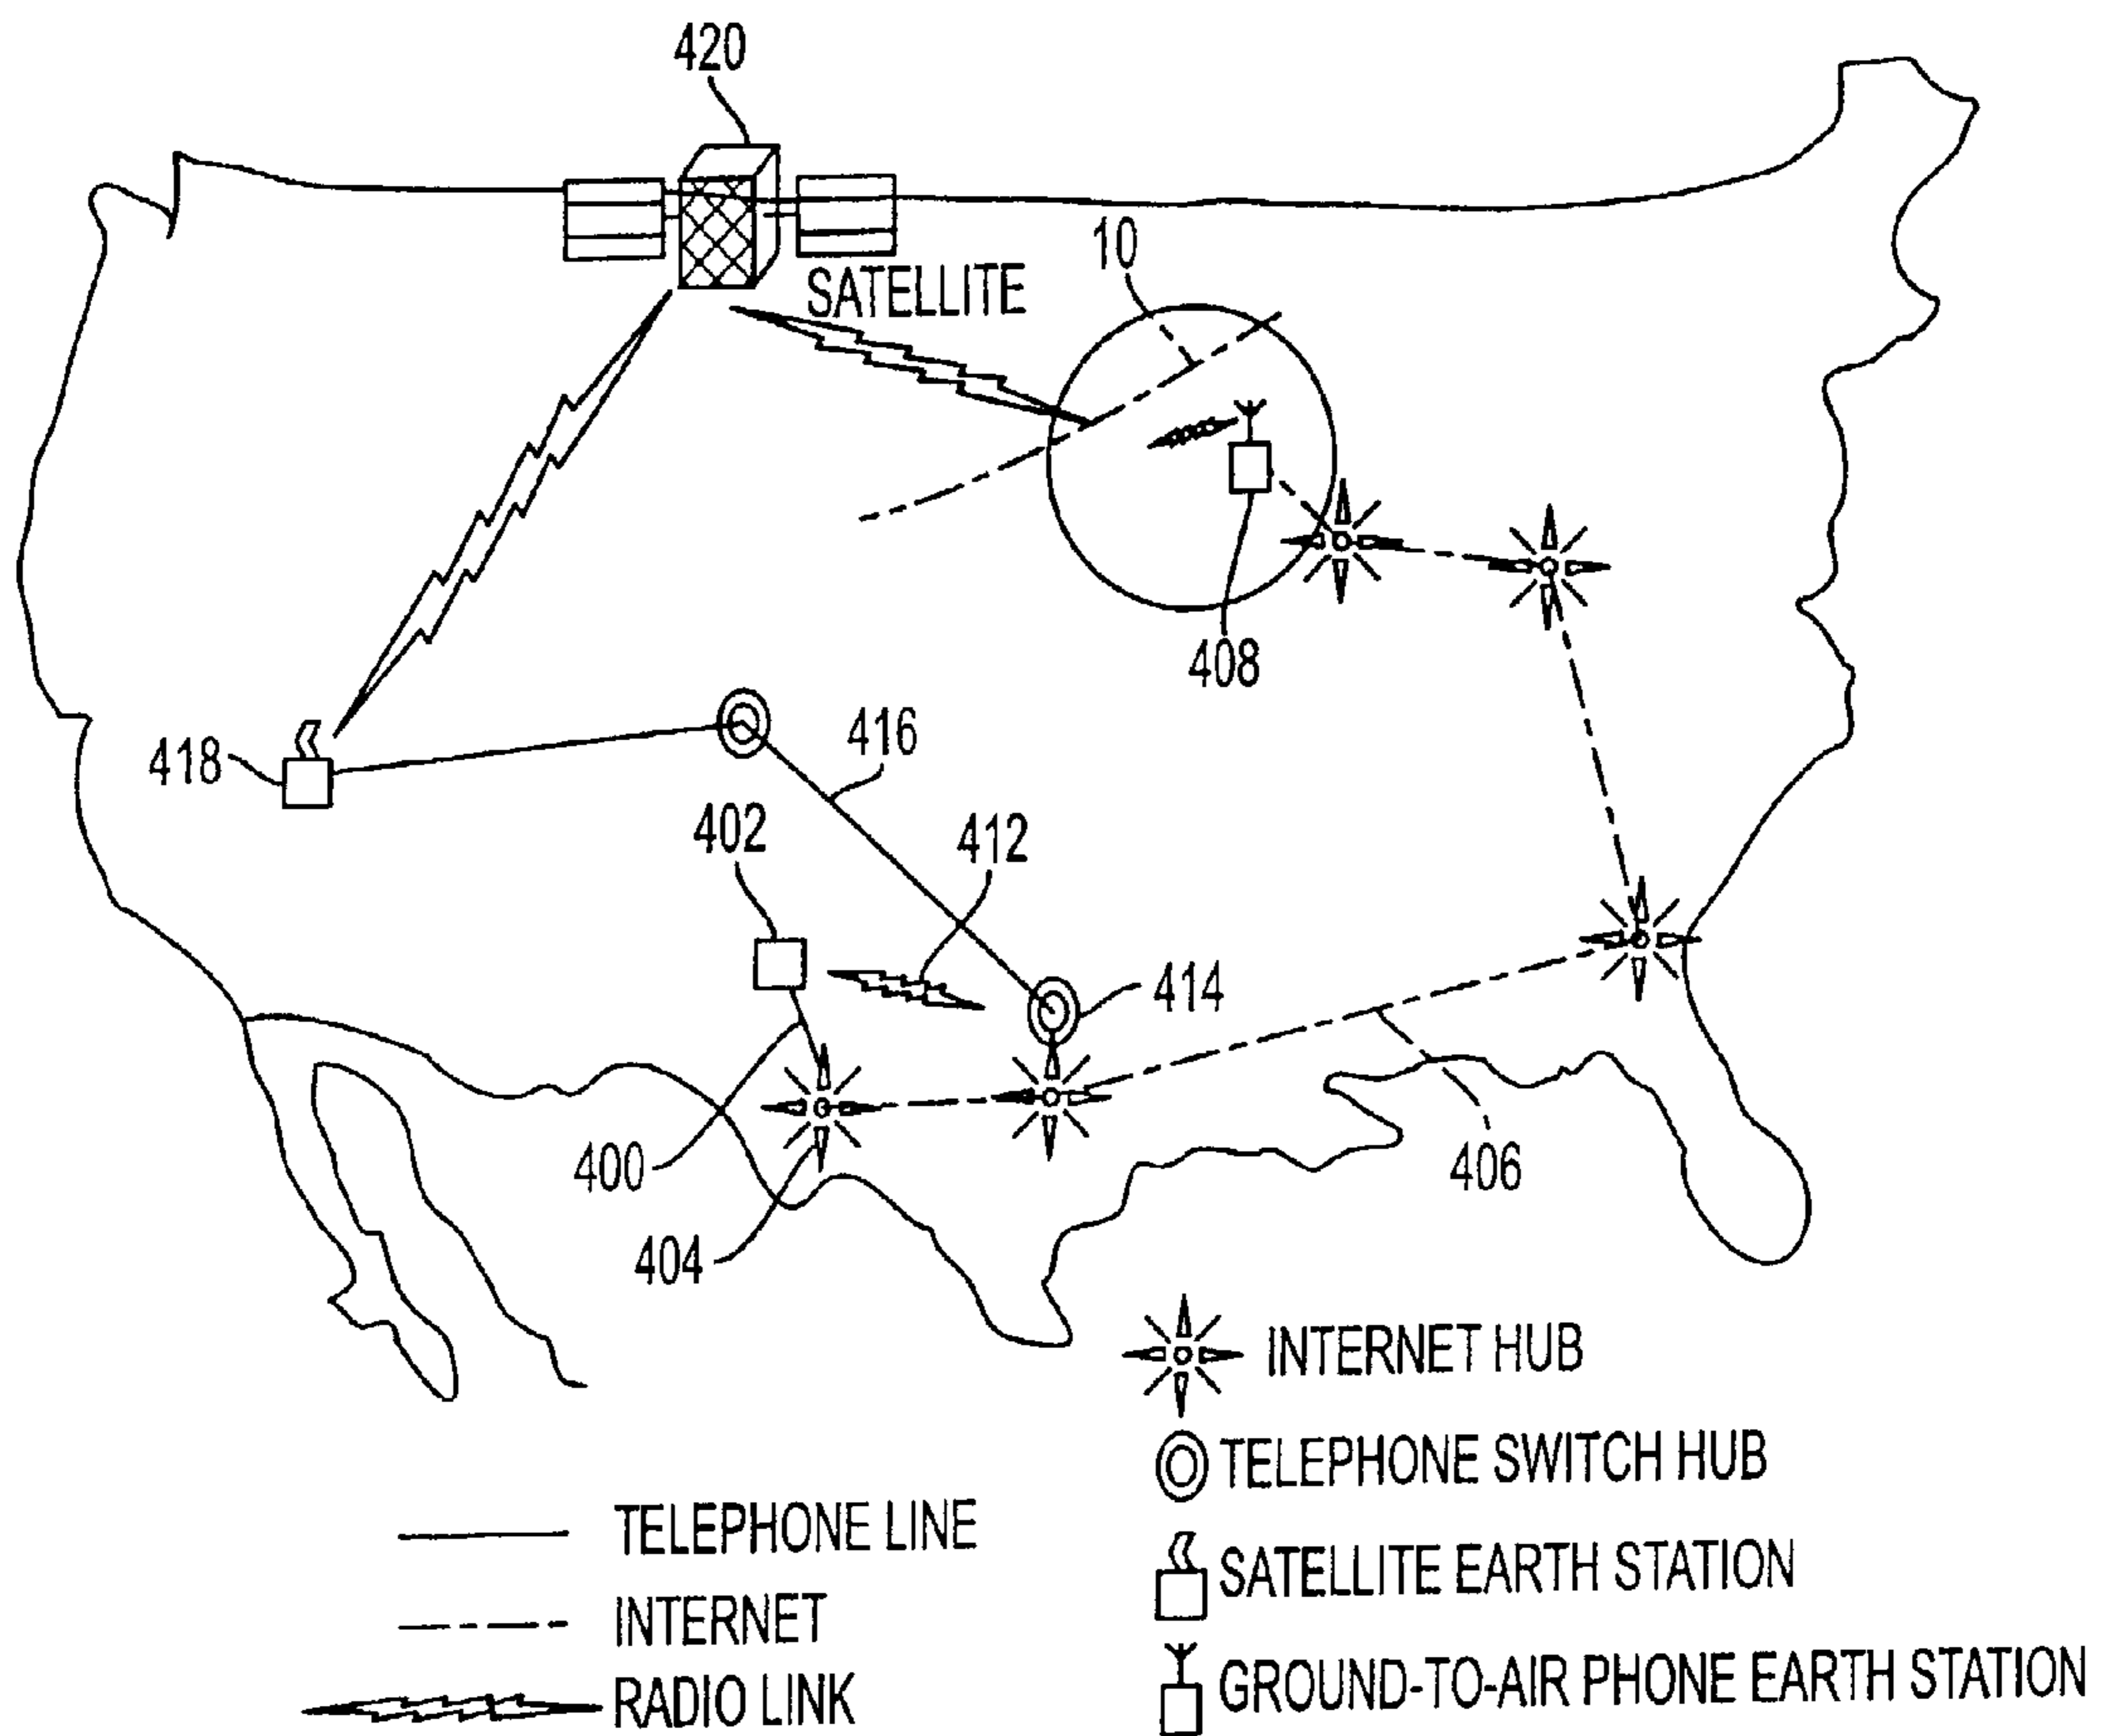 420
10
SATELLITE
408
418
416
402
412
414
400
406
404
INTERNET HUB
TELEPHONE SWITCH HUB
TELEPHONE LINE
SATELLITE EARTH STATION
INTERNET
GROUND-TO-AIR PHONE EARTH STATION
RADIO LINK